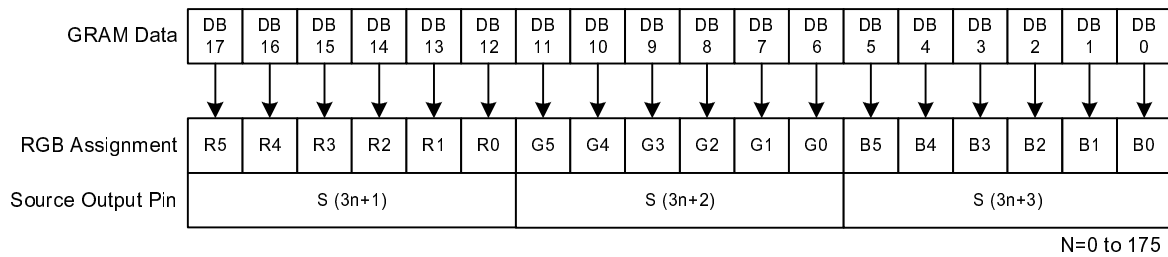 GRAM Data DB 17 DB 16 DB 15 DB 14 DB 13 DB 12 DB 11 DB 10 DB 9 DB 8 DB 7 DB 6 DB 5 DB 4 DB 3 DB 2 DB 1 DB 0
RGB Assignment R5 R4 R3 R2 R1 R0 G5 G4 G3 G2 G1 G0 B5 B4 B3 B2 B1 B0
Source Output Pin S (3n+1) S (3n+2) S (3n+3)
N=0 to 175